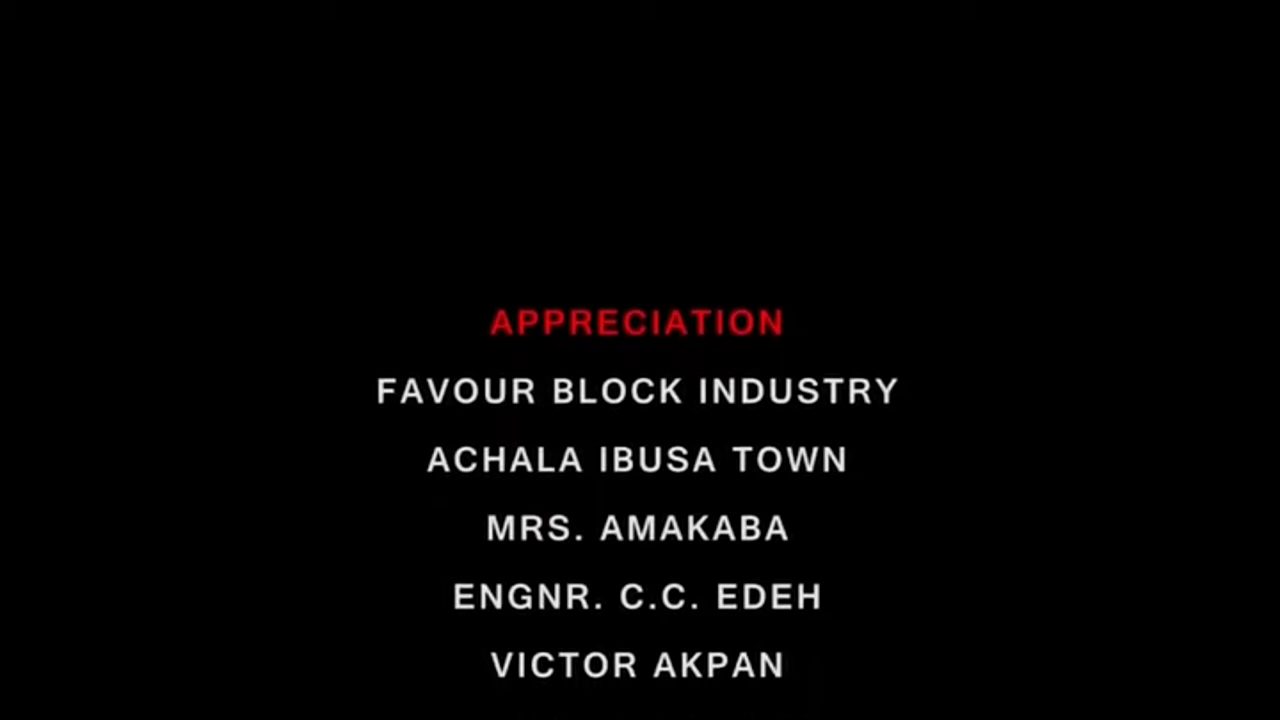 APPRECIATION
FAVOUR BLOCK INDUSTRY
ACHALA IBUSA TOWN
MRS. AMAKABA
ENGNR. C.C. EDEH
VICTOR AKPAN